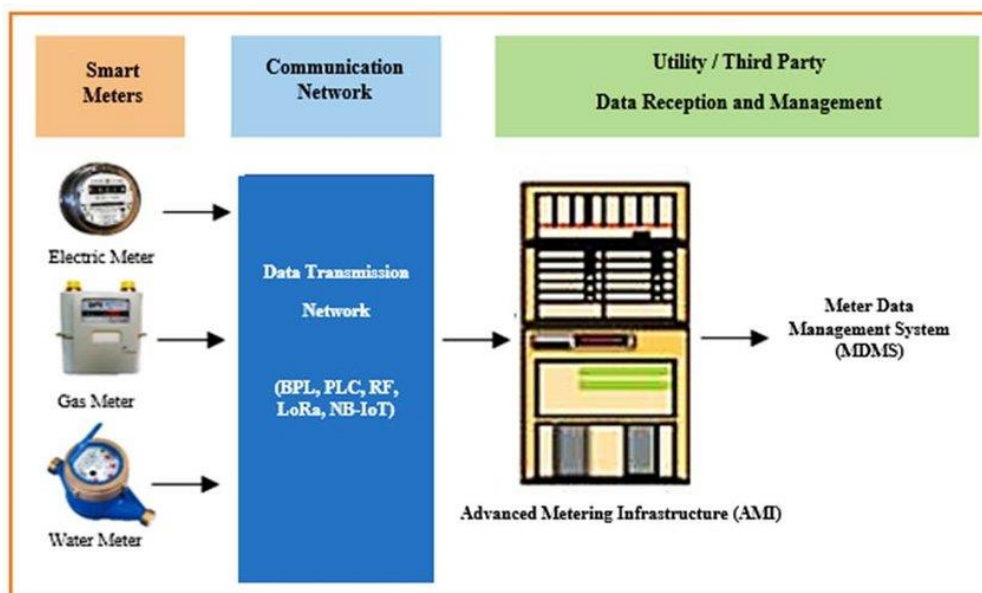 Smart
Meters
Communication
Network
Utility / Third Party
Data Reception and Management
Electric Meter
Gas Meter
Water Meter
Data Transmission
Network
(BPL, PLC, RF,
LoRa, NB-IoT)
Advanced Metering Infrastructure (AMI)
Meter Data
Management System
(MDMS)